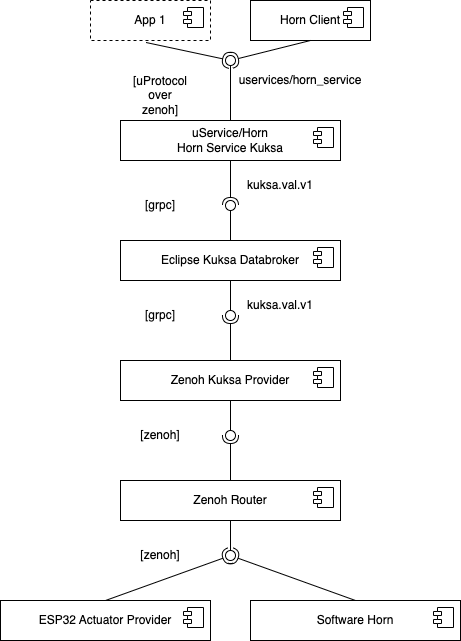 App 1
Horn Client
[uProtocol
over
zenoh]
uservices/horn_service
uService/Horn
Horn Service Kuksa
kuksa.val.v1
[grpc]
Eclipse Kuksa Databroker
kuksa.val.v1
[grpc]
Zenoh Kuksa Provider
[zenoh]
Zenoh Router
[zenoh]
ESP32 Actuator Provider
Software Horn